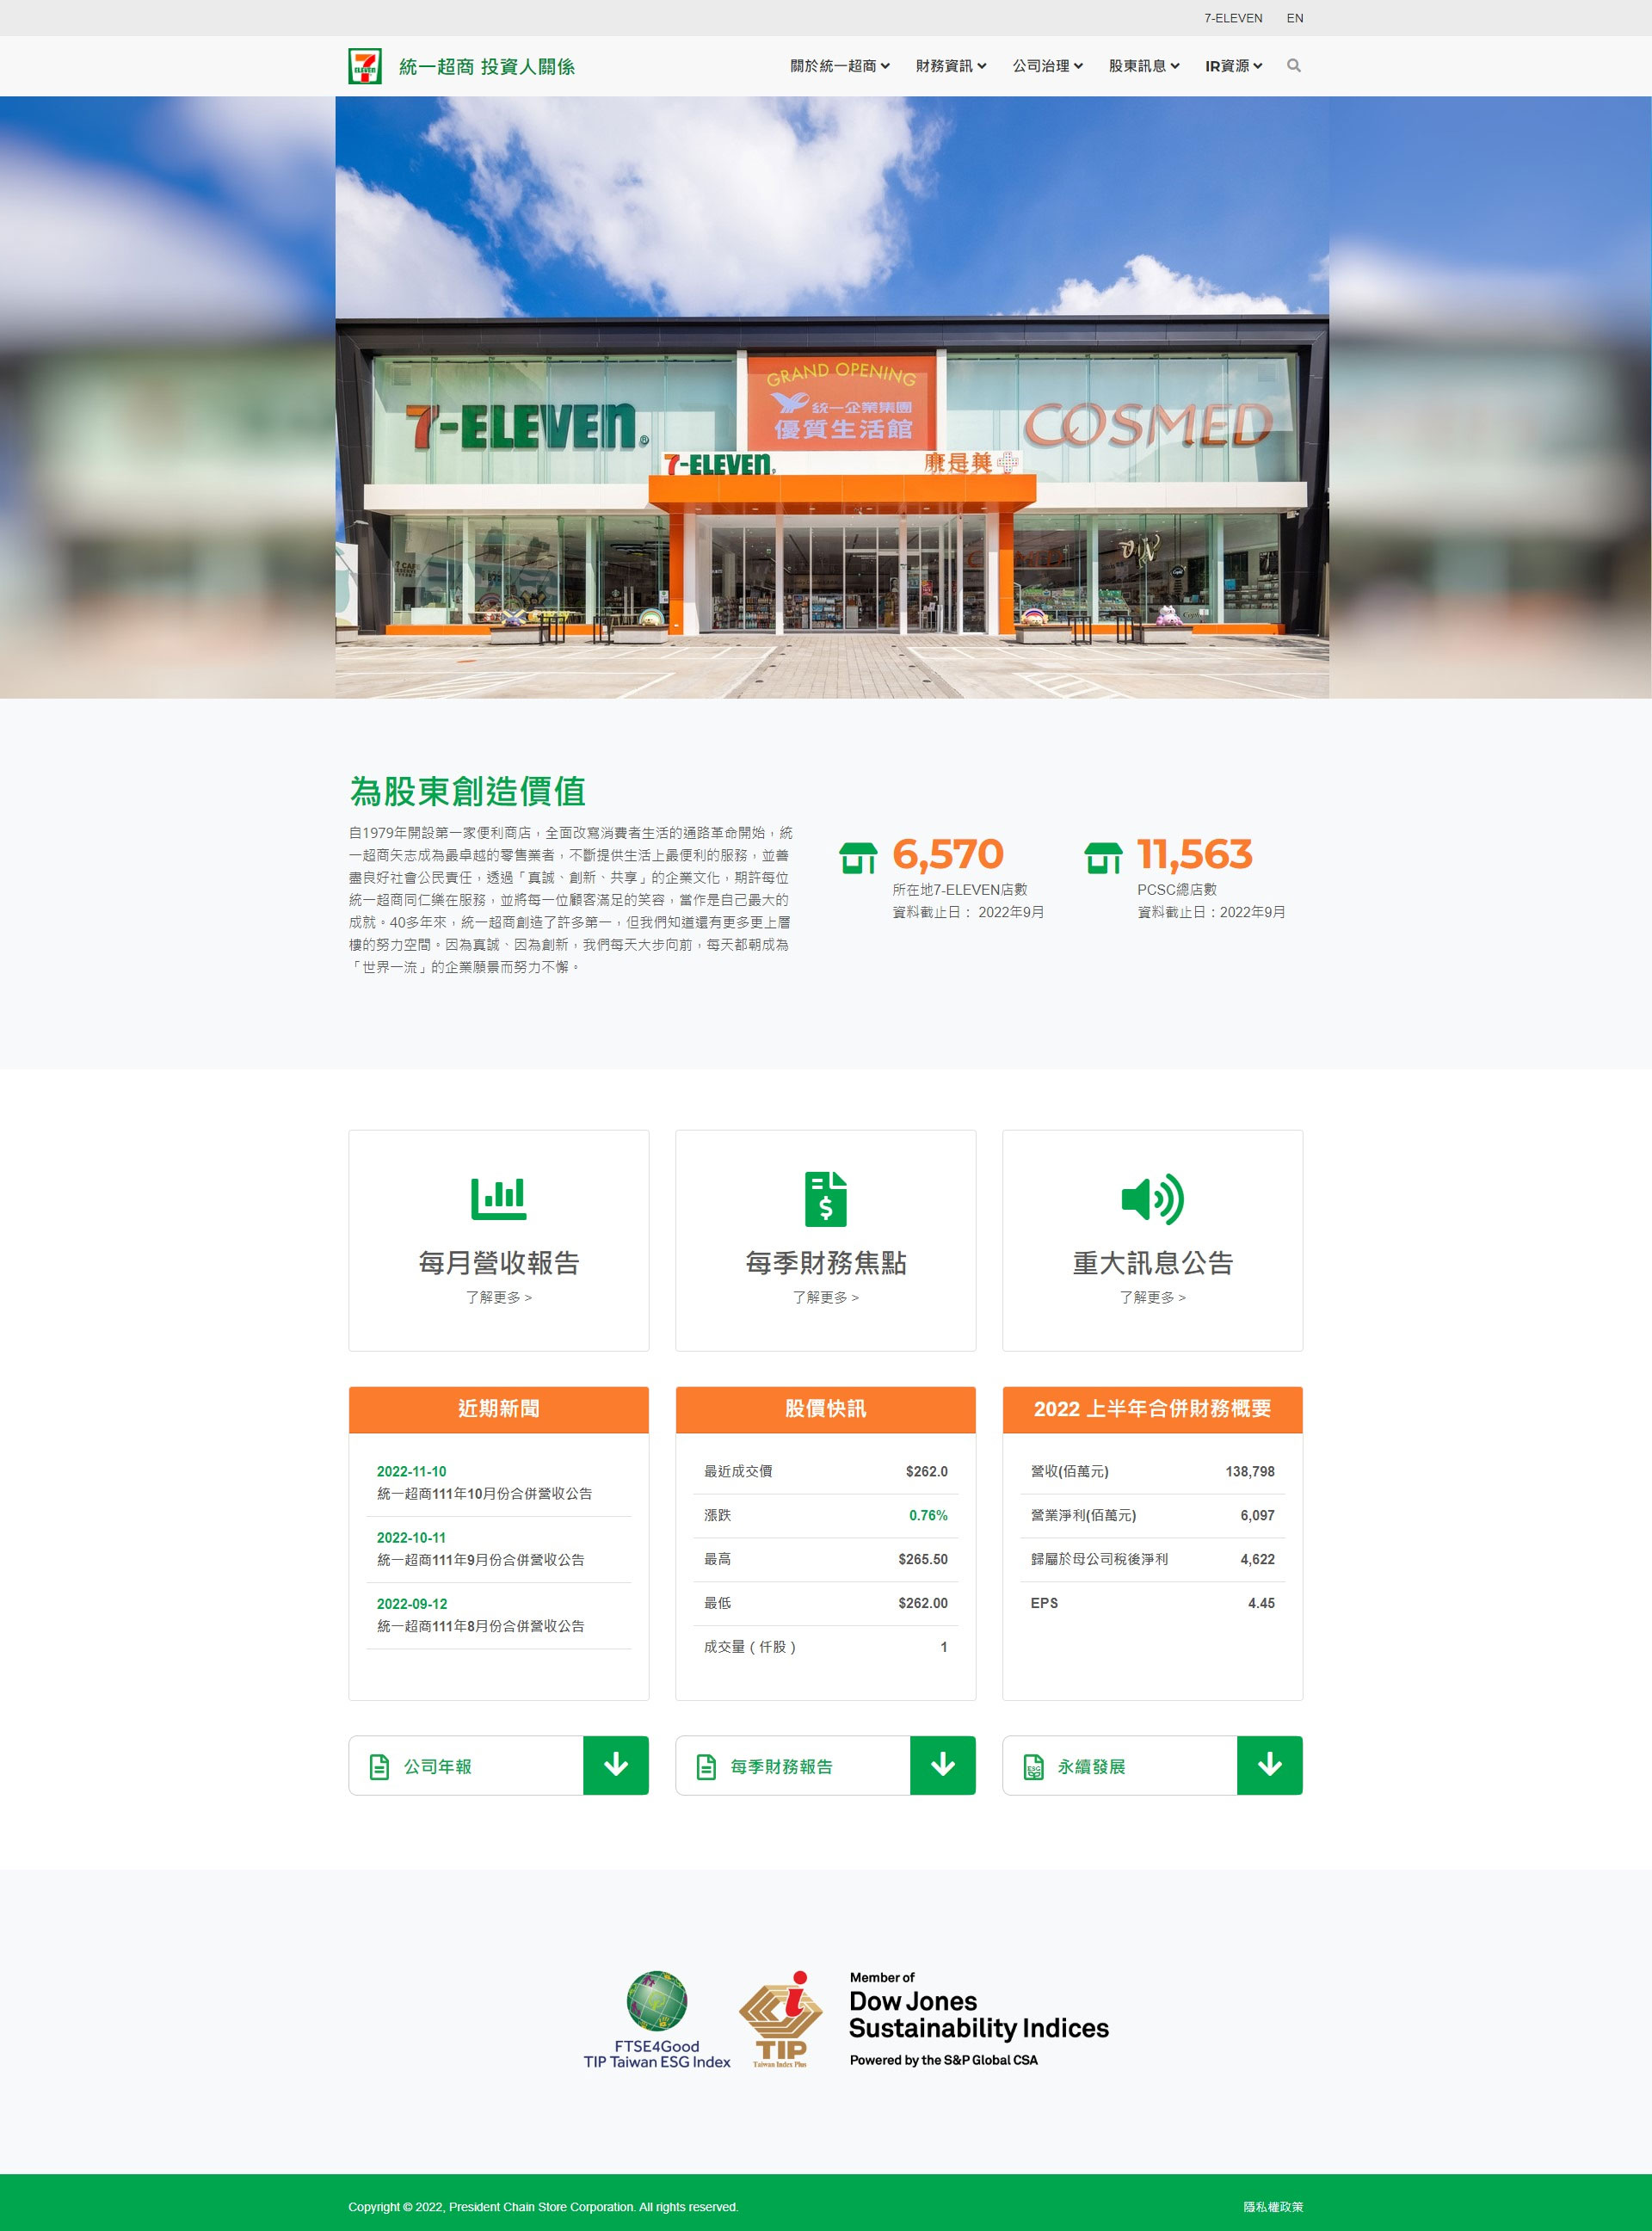 7-ELEVEN EN
7 ELEVEN
統一超商 投資人關係
關於統一超商 財務資訊 公司治理 股東訊息 IR資源
GRAND OPENING
統一企業集團
優質生活館
7-ELEVEN
COSMED
7-ELEVEN
康是美
為股東創造價值
自1979年開設第一家便利商店，全面改寫消費者生活的通路革命開始，統
一超商矢志成為最卓越的零售業者，不斷提供生活上最便利的服務，並善
盡良好社會公民責任，透過「真誠、創新、共享」的企業文化，期許每位
統一超商同仁樂在服務，並將每一位顧客滿足的笑容，當作是自己最大的
成就。40多年來，統一超商創造了許多第一，但我們知道還有更多更上層
樓的努力空間。因為真誠、因為創新，我們每天大步向前，每天都朝成為
「世界一流」的企業願景而努力不懈。
6,570
所在地7-ELEVEN店數
資料截止日： 2022年9月
11,563
PCSC總店數
資料截止日：2022年9月
每月營收報告
了解更多 >
每季財務焦點
了解更多 >
重大訊息公告
了解更多 >
近期新聞
2022-11-10
統一超商111年10月份合併營收公告
2022-10-11
統一超商111年9月份合併營收公告
2022-09-12
統一超商111年8月份合併營收公告
股價快訊
最近成交價 $262.0
漲跌 0.76%
最高 $265.50
最低 $262.00
成交量 ( 仟股 ) 1
2022 上半年合併財務概要
營收(佰萬元) 138,798
營業淨利(佰萬元) 6,097
歸屬於母公司稅後淨利 4,622
EPS 4.45
公司年報
每季財務報告
ESG
永續發展
FTSE4Good
TIP Taiwan ESG Index
TIP
Taiwan Index Plus
Member of
Dow Jones
Sustainability Indices
Powered by the S&P Global CSA
Copyright © 2022, President Chain Store Corporation. All rights reserved.
隱私權政策